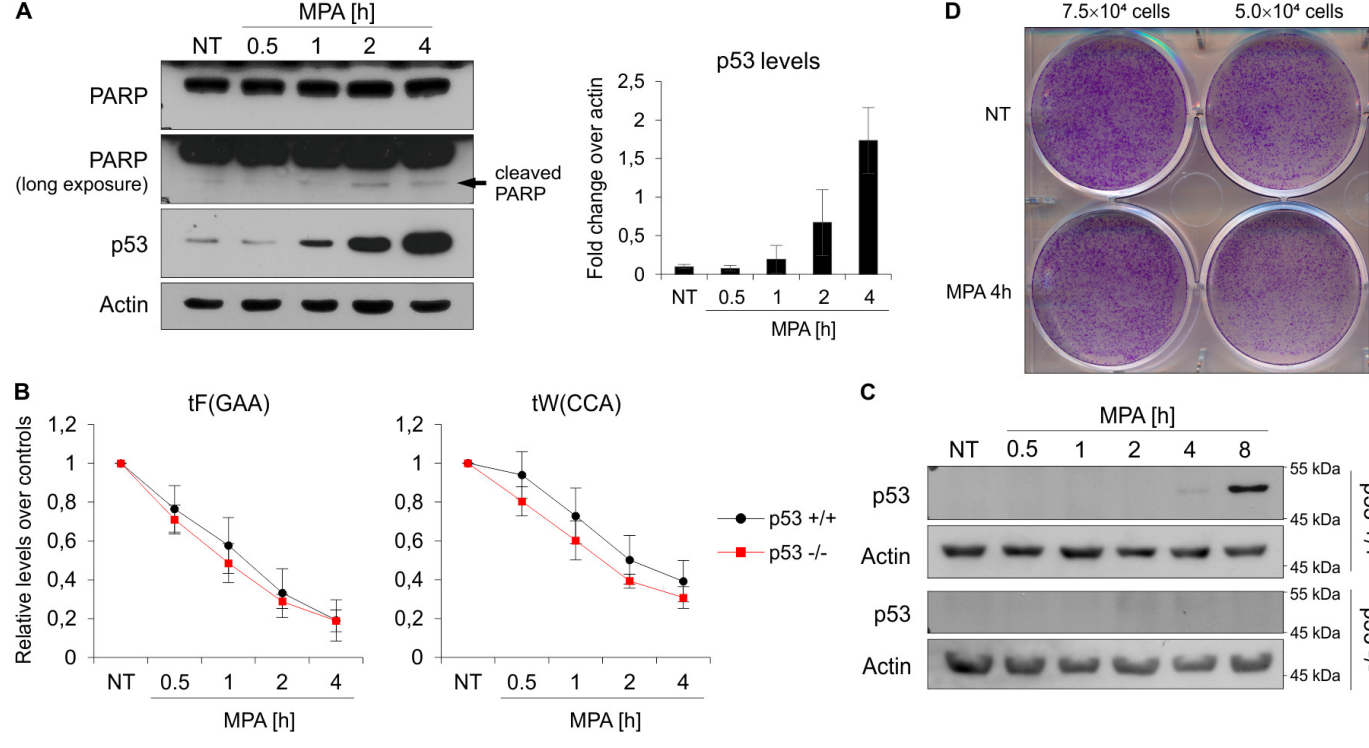 A
MPA [h]
NT 0.5 1 2 4
PARP
PARP
(long exposure)
cleaved
PARP
p53
Actin
p53 levels
Fold change over actin
2,5
2
1,5
1
0,5
0
NT 0.5 1 2 4
MPA [h]
D
7.5×10⁴ cells 5.0×10⁴ cells
NT
MPA 4h
B
tF(GAA)
Relative levels over controls
1,2
1
0,8
0,6
0,4
0,2
0
NT 0.5 1 2 4
MPA [h]
tW(CCA)
1,2
1
0,8
0,6
0,4
0,2
0
NT 0.5 1 2 4
MPA [h]
p53 +/+
p53 -/-
C
MPA [h]
NT 0.5 1 2 4 8
p53
55 kDa
45 kDa
Actin
45 kDa
p53
55 kDa
45 kDa
Actin
45 kDa